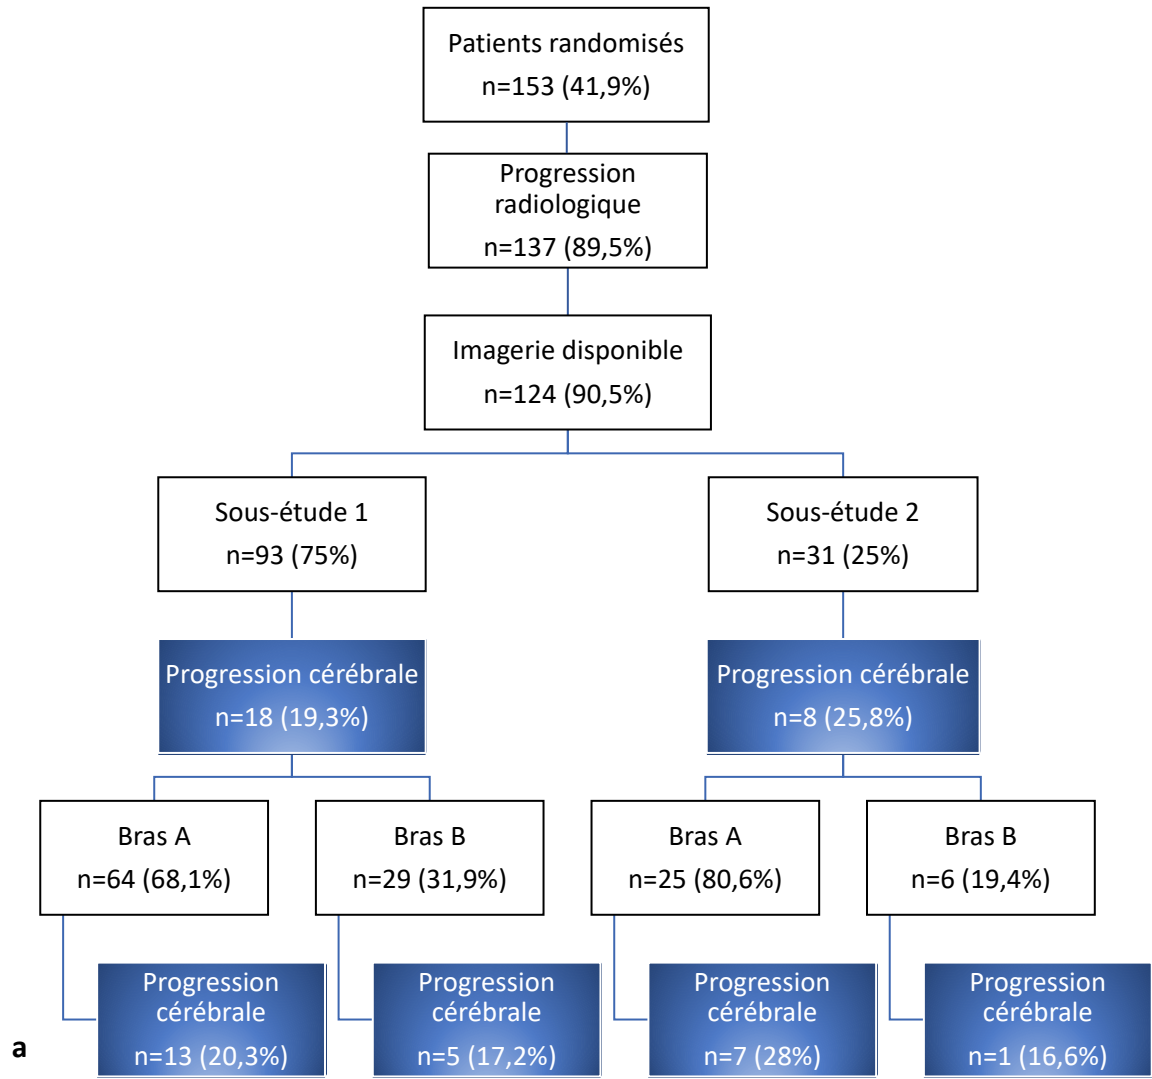 Patients randomisés
n=153 (41,9%)
Progression
radiologique
n=137 (89,5%)
Imagerie disponible
n=124 (90,5%)
Sous-étude 1
n=93 (75%)
Sous-étude 2
n=31 (25%)
Progression cérébrale
n=18 (19,3%)
Progression cérébrale
n=8 (25,8%)
Bras A
n=64 (68,1%)
Bras B
n=29 (31,9%)
Bras A
n=25 (80,6%)
Bras B
n=6 (19,4%)
Progression
cérébrale
n=13 (20,3%)
Progression
cérébrale
n=5 (17,2%)
Progression
cérébrale
n=7 (28%)
Progression
cérébrale
n=1 (16,6%)
a